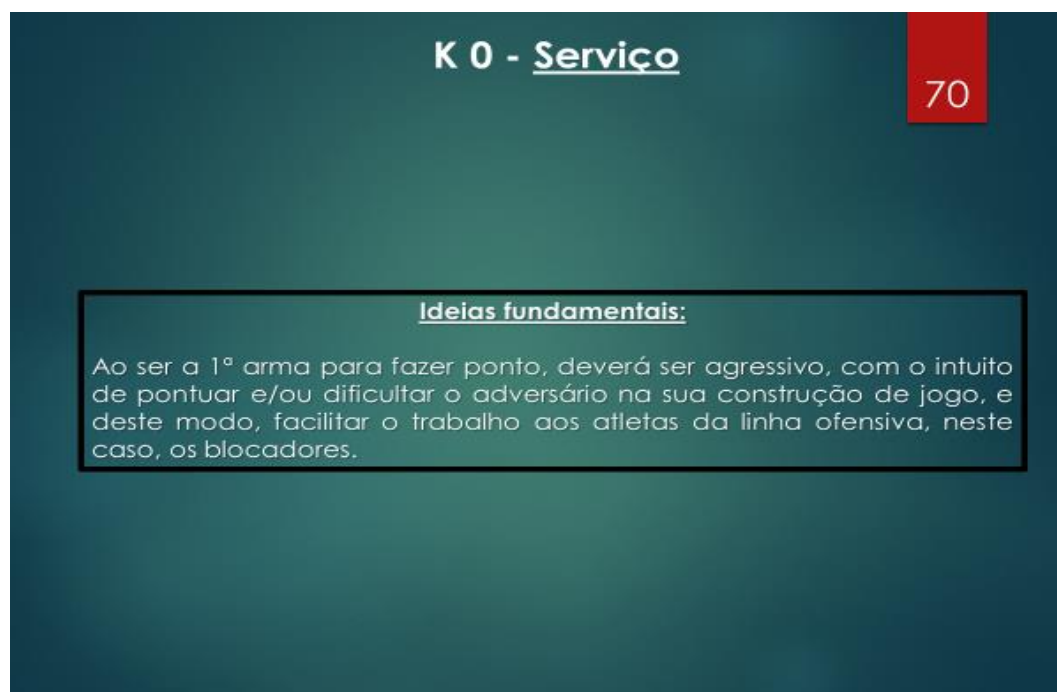 K 0 - Serviço
70
Ideias fundamentais:
Ao ser a 1ª arma para fazer ponto, deverá ser agressivo, com o intuito
de pontuar e/ou dificultar o adversário na sua construção de jogo, e
deste modo, facilitar o trabalho aos atletas da linha ofensiva, neste
caso, os blocadores.